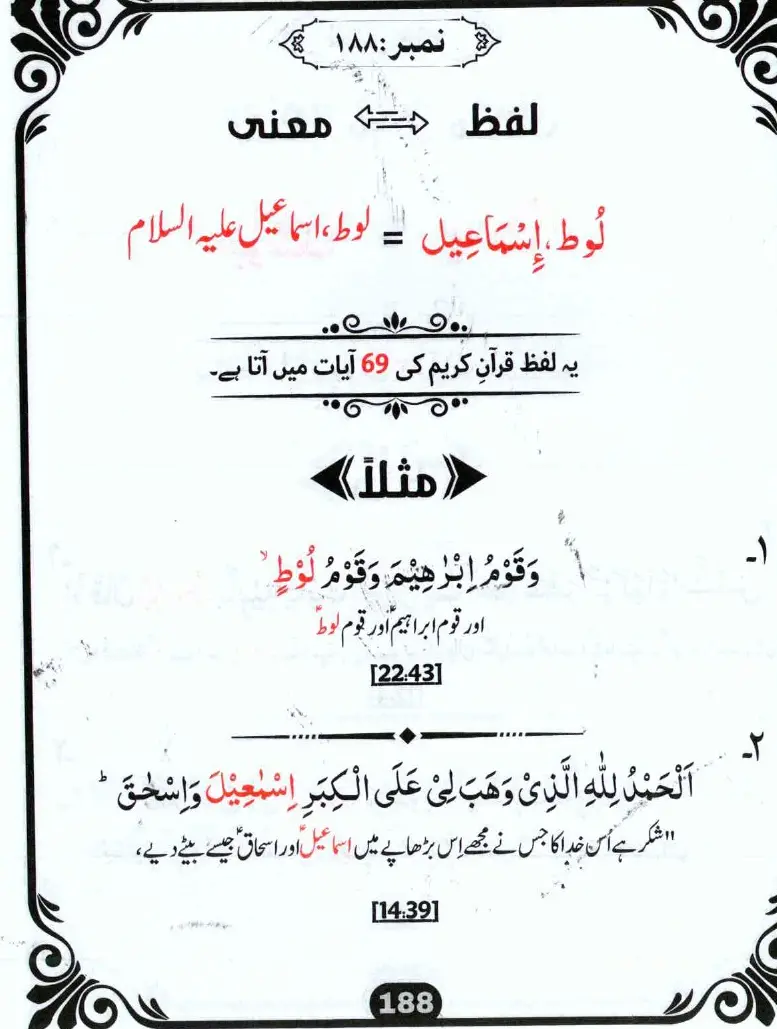 نمبر:۱۸۸
لفظ ⇐⇒ معنی
لُوط، إِسْمَاعِيل = لوط، اسماعیل علیہ السلام
یہ لفظ قرآنِ کریم کی 69 آیات میں آتا ہے۔
مثلاً
۱۔
وَقَوْمُ اِبْرٰهِيْمَ وَقَوْمُ لُوْطٍ ۙ
اور قوم ابراہیمؑ اور قوم لوطؑ
[22:43]
۲۔
اَلْحَمْدُ لِلّٰهِ الَّذِيْ وَهَبَ لِيْ عَلَى الْكِبَرِ اِسْمٰعِيْلَ وَاِسْحٰقَ ؕ
"شکر ہے اُس خدا کا جس نے مجھے اِس بڑھاپے میں اسماعیلؑ اور اسحاقؑ جیسے بیٹے دیے،
[14:39]
188